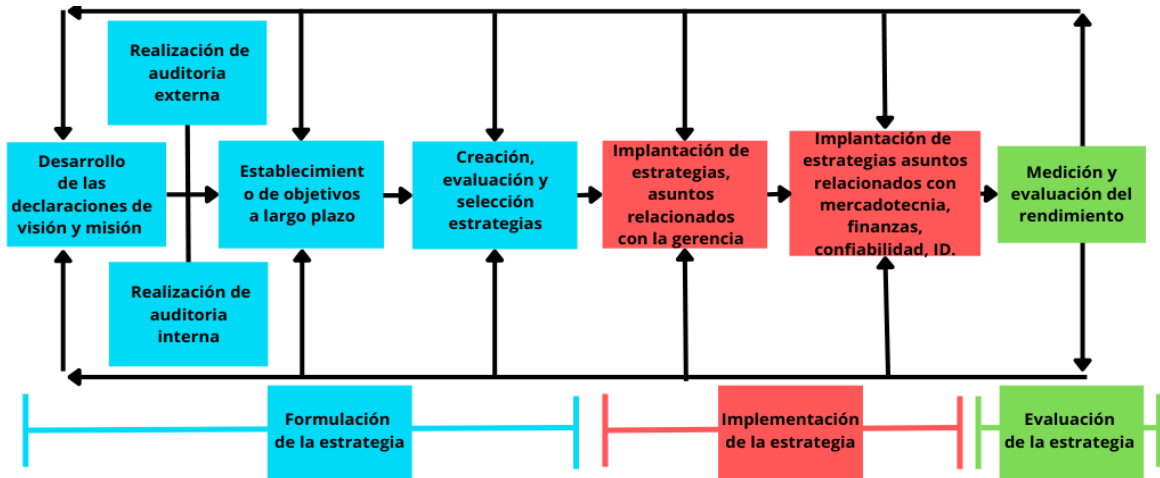 Realización de
auditoria
externa
Desarrollo
de las
declaraciones de
visión y misión
Realización de
auditoria
interna
Establecimient
o de objetivos
a largo plazo
Creación,
evaluación y
selección
estrategias
Implantación de
estrategias,
asuntos
relacionados
con la gerencia
Implantación de
estrategias asuntos
relacionados con
mercadotecnia,
finanzas,
confiabilidad, ID.
Medición y
evaluación del
rendimiento
Formulación
de la estrategia
Implementación
de la estrategia
Evaluación
de la estrategia